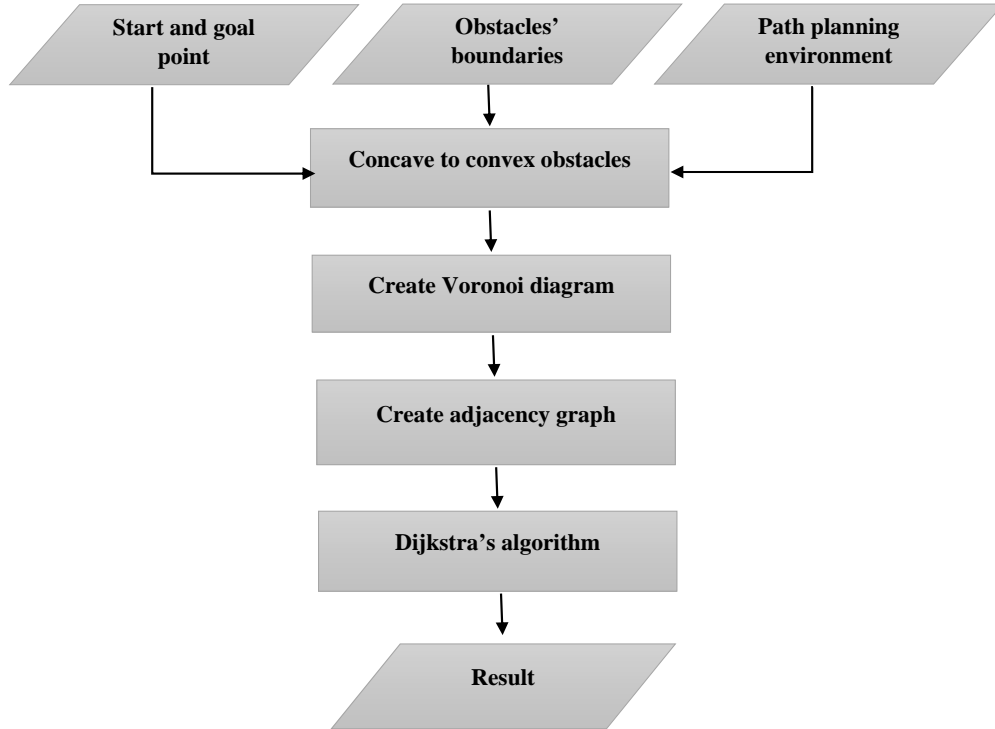 Start and goal
point
Obstacles’
boundaries
Path planning
environment
Concave to convex obstacles
Create Voronoi diagram
Create adjacency graph
Dijkstra’s algorithm
Result